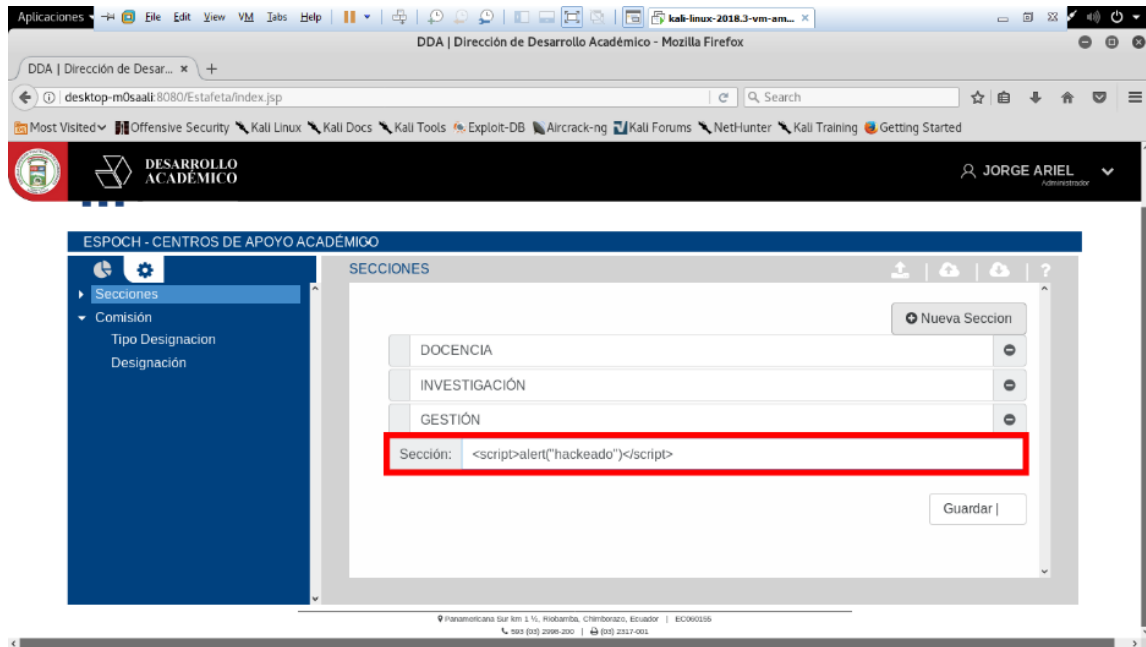 Aplicaciones File Edit View VM Tabs Help kali-linux-2018.3-vm-am... ×
DDA | Dirección de Desarrollo Académico - Mozilla Firefox
DDA | Dirección de Desar... × +
desktop-m0saali:8080/Estafeta/index.jsp Search
Most Visited Offensive Security Kali Linux Kali Docs Kali Tools Exploit-DB Aircrack-ng Kali Forums NetHunter Kali Training Getting Started
DESARROLLO
ACADÉMICO
JORGE ARIEL
Administrador
ESPOCH - CENTROS DE APOYO ACADÉMICO
SECCIONES
| | | ?
Secciones
Comisión
Tipo Designacion
Designación
Nueva Seccion
DOCENCIA
INVESTIGACIÓN
GESTIÓN
Sección: <script>alert("hackeado")</script>
Guardar |
Panamericana Sur km 1 ½, Riobamba, Chimborazo, Ecuador | EC060155
593 (03) 2998-200 | (03) 2317-001